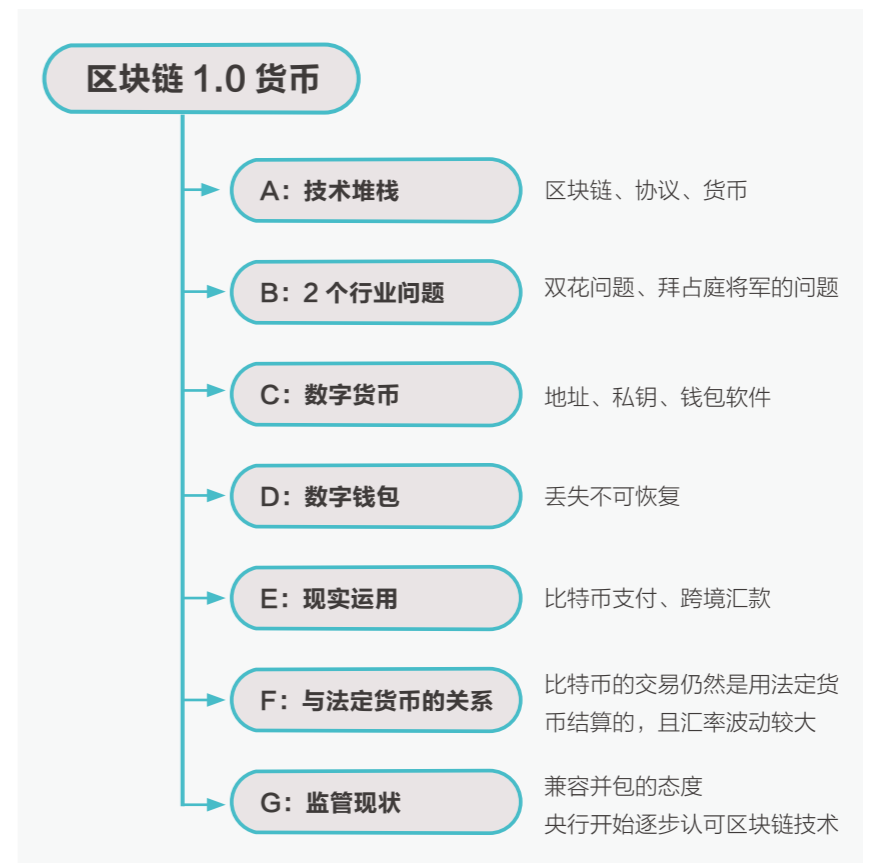 区块链 1.0 货币
A：技术堆栈
区块链、协议、货币
B：2 个行业问题
双花问题、拜占庭将军的问题
C：数字货币
地址、私钥、钱包软件
D：数字钱包
丢失不可恢复
E：现实运用
比特币支付、跨境汇款
F：与法定货币的关系
比特币的交易仍然是用法定货
币结算的，且汇率波动较大
G：监管现状
兼容并包的态度
央行开始逐步认可区块链技术